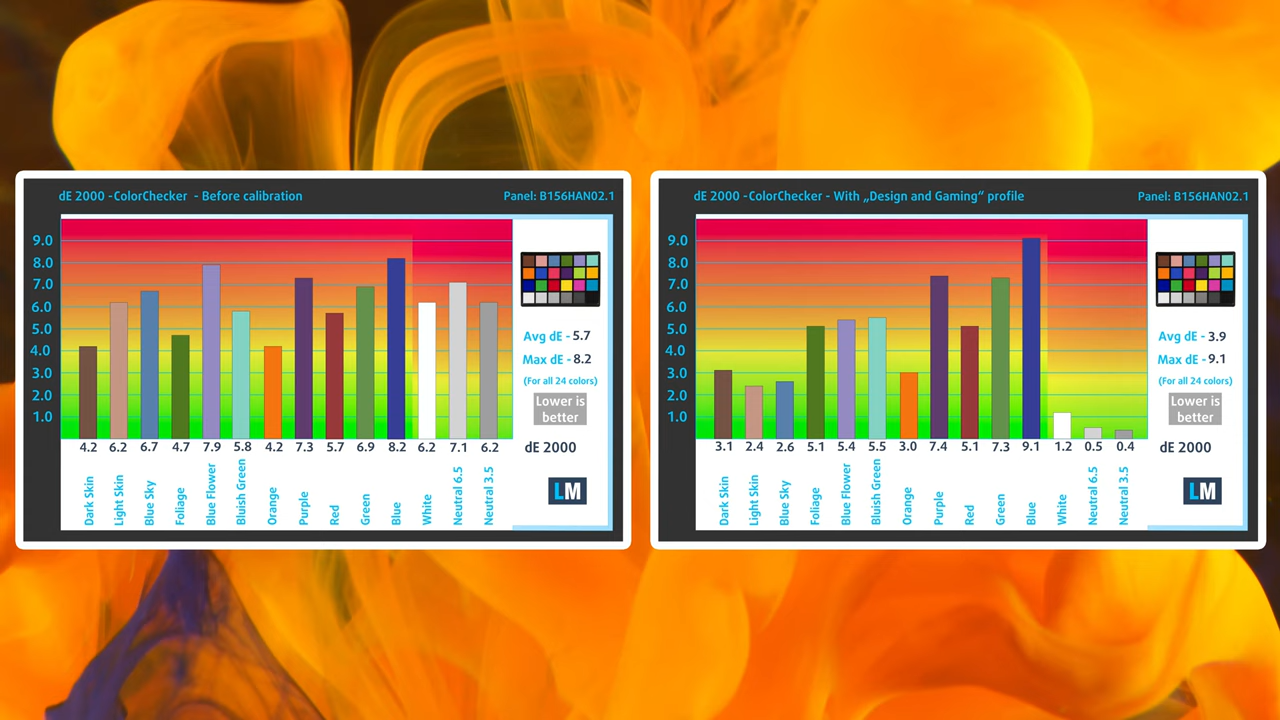 dE 2000 -ColorChecker - Before calibration
Panel: B156HAN02.1
9.0
8.0
7.0
6.0
5.0
4.0
3.0
2.0
1.0
Avg dE - 5.7
Max dE - 8.2
(For all 24 colors)
Lower is
better
4.2 6.2 6.7 4.7 7.9 5.8 4.2 7.3 5.7 6.9 8.2 6.2 7.1 6.2
dE 2000
Dark Skin
Light Skin
Blue Sky
Foliage
Blue Flower
Bluish Green
Orange
Purple
Red
Green
Blue
White
Neutral 6.5
Neutral 3.5
LM
dE 2000 -ColorChecker - With „Design and Gaming“ profile
Panel: B156HAN02.1
9.0
8.0
7.0
6.0
5.0
4.0
3.0
2.0
1.0
Avg dE - 3.9
Max dE - 9.1
(For all 24 colors)
Lower is
better
3.1 2.4 2.6 5.1 5.4 5.5 3.0 7.4 5.1 7.3 9.1 1.2 0.5 0.4
dE 2000
Dark Skin
Light Skin
Blue Sky
Foliage
Blue Flower
Bluish Green
Orange
Purple
Red
Green
Blue
White
Neutral 6.5
Neutral 3.5
LM